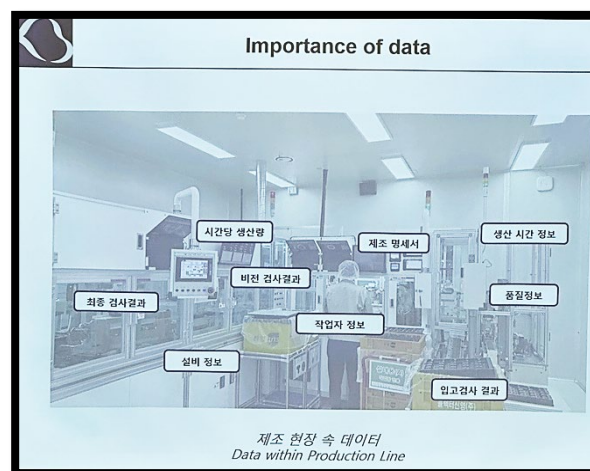 Importance of data
시간당 생산량
제조 명세서
생산 시간 정보
비전 검사결과
최종 검사결과
품질정보
작업자 정보
설비 정보
입고검사 결과
제조 현장 속 데이터
Data within Production Line